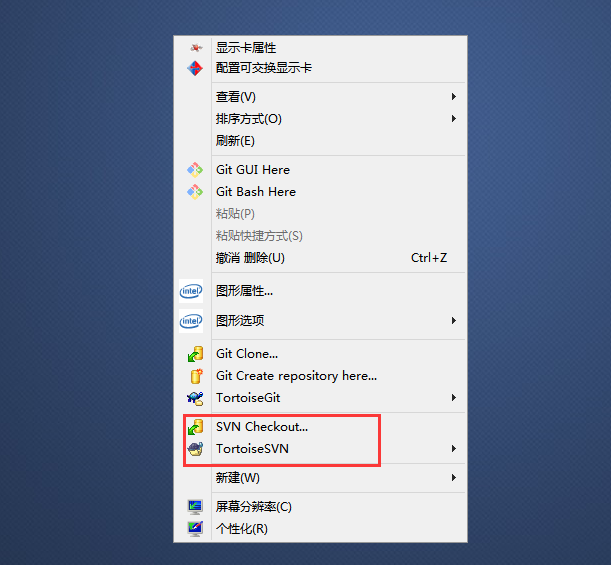 显示卡属性
配置可交换显示卡
查看(V)
排序方式(O)
刷新(E)
Git GUI Here
Git Bash Here
粘贴(P)
粘贴快捷方式(S)
撤消 删除(U) Ctrl+Z
intel 图形属性...
intel 图形选项
Git Clone...
Git Create repository here...
TortoiseGit
SVN Checkout...
TortoiseSVN
新建(W)
屏幕分辨率(C)
个性化(R)